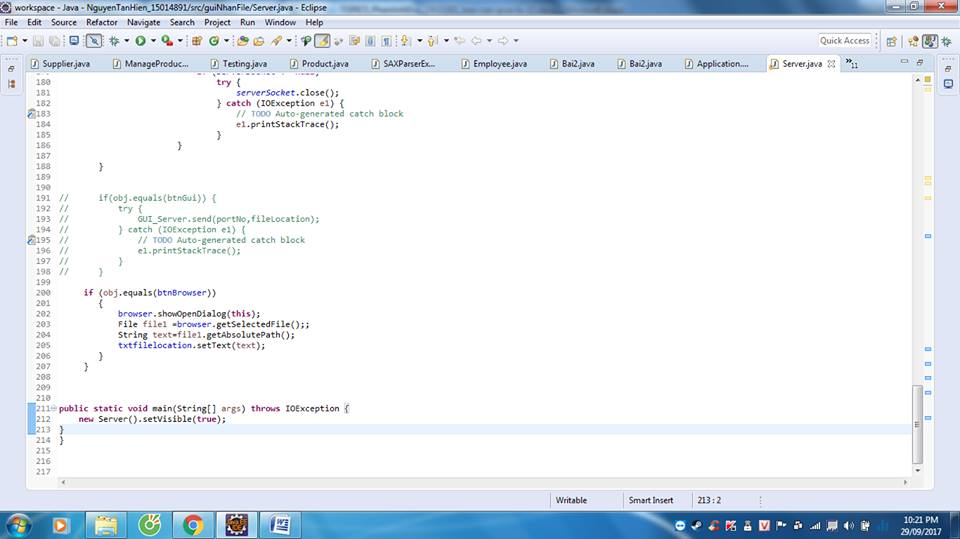 workspace - Java - NguyenTanHien_15014891/src/guiNhanFile/Server.java - Eclipse
File Edit Source Refactor Navigate Search Project Run Window Help
Quick Access
Supplier.java ManageProduc... Testing.java Product.java SAXParserEx... Employee.java Bai2.java Bai2.java Application.... Server.java »11
180 try {
181 serverSocket.close();
182 } catch (IOException e1) {
183 // TODO Auto-generated catch block
184 e1.printStackTrace();
185 }
186 }
187
188 }
189
190
191 // if(obj.equals(btnGui)) {
192 // try {
193 // GUI_Server.send(portNo,fileLocation);
194 // } catch (IOException e1) {
195 // // TODO Auto-generated catch block
196 // e1.printStackTrace();
197 // }
198 // }
199
200 if (obj.equals(btnBrowser))
201 {
202 browser.showOpenDialog(this);
203 File file1 =browser.getSelectedFile();;
204 String text=file1.getAbsolutePath();
205 txtfilelocation.setText(text);
206 }
207 }
208
209
210
211 public static void main(String[] args) throws IOException {
212 new Server().setVisible(true);
213 }
214 }
215
216
217
Writable Smart Insert 213 : 2
10:21 PM
29/09/2017